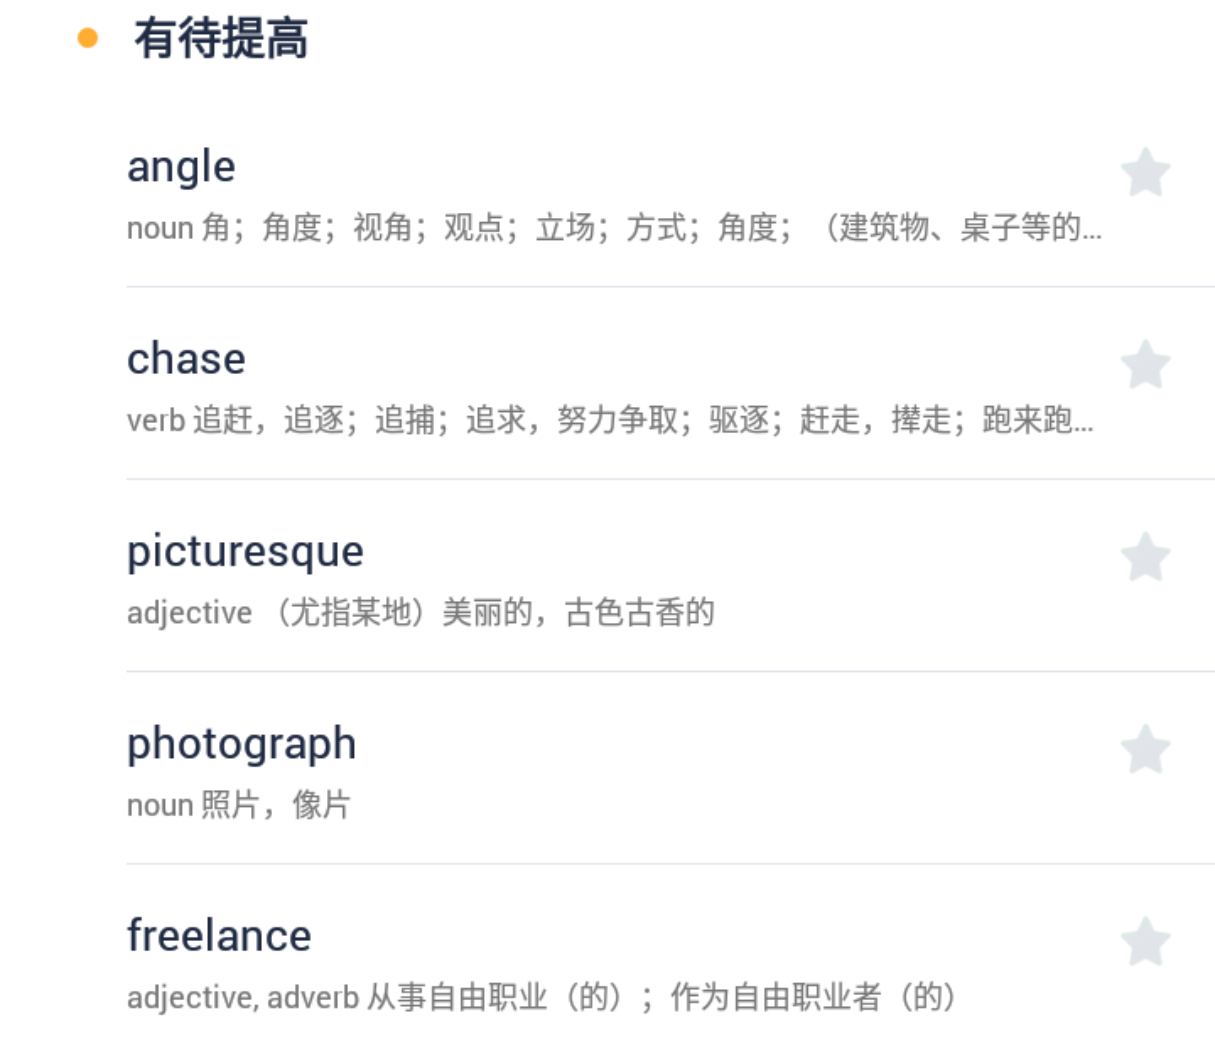 有待提高
angle
noun 角；角度；视角；观点；立场；方式；角度；（建筑物、桌子等的...
chase
verb 追赶，追逐；追捕；追求，努力争取；驱逐；赶走，撵走；跑来跑...
picturesque
adjective （尤指某地）美丽的，古色古香的
photograph
noun 照片，像片
freelance
adjective, adverb 从事自由职业（的）；作为自由职业者（的）